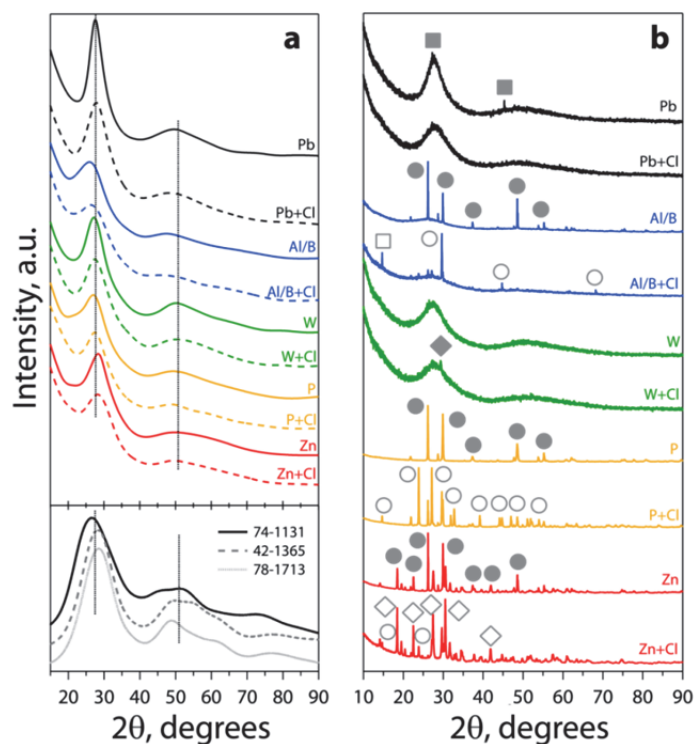 a
Pb
Pb+Cl
Al/B
Al/B+Cl
W
W+Cl
P
P+Cl
Zn
Zn+Cl
74-1131
42-1365
78-1713
20 30 40 50 60 70 80 90
2θ, degrees
Intensity, a.u.
b
Pb
Pb+Cl
Al/B
Al/B+Cl
W
W+Cl
P
P+Cl
Zn
Zn+Cl
10 20 30 40 50 60 70 80 90
2θ, degrees